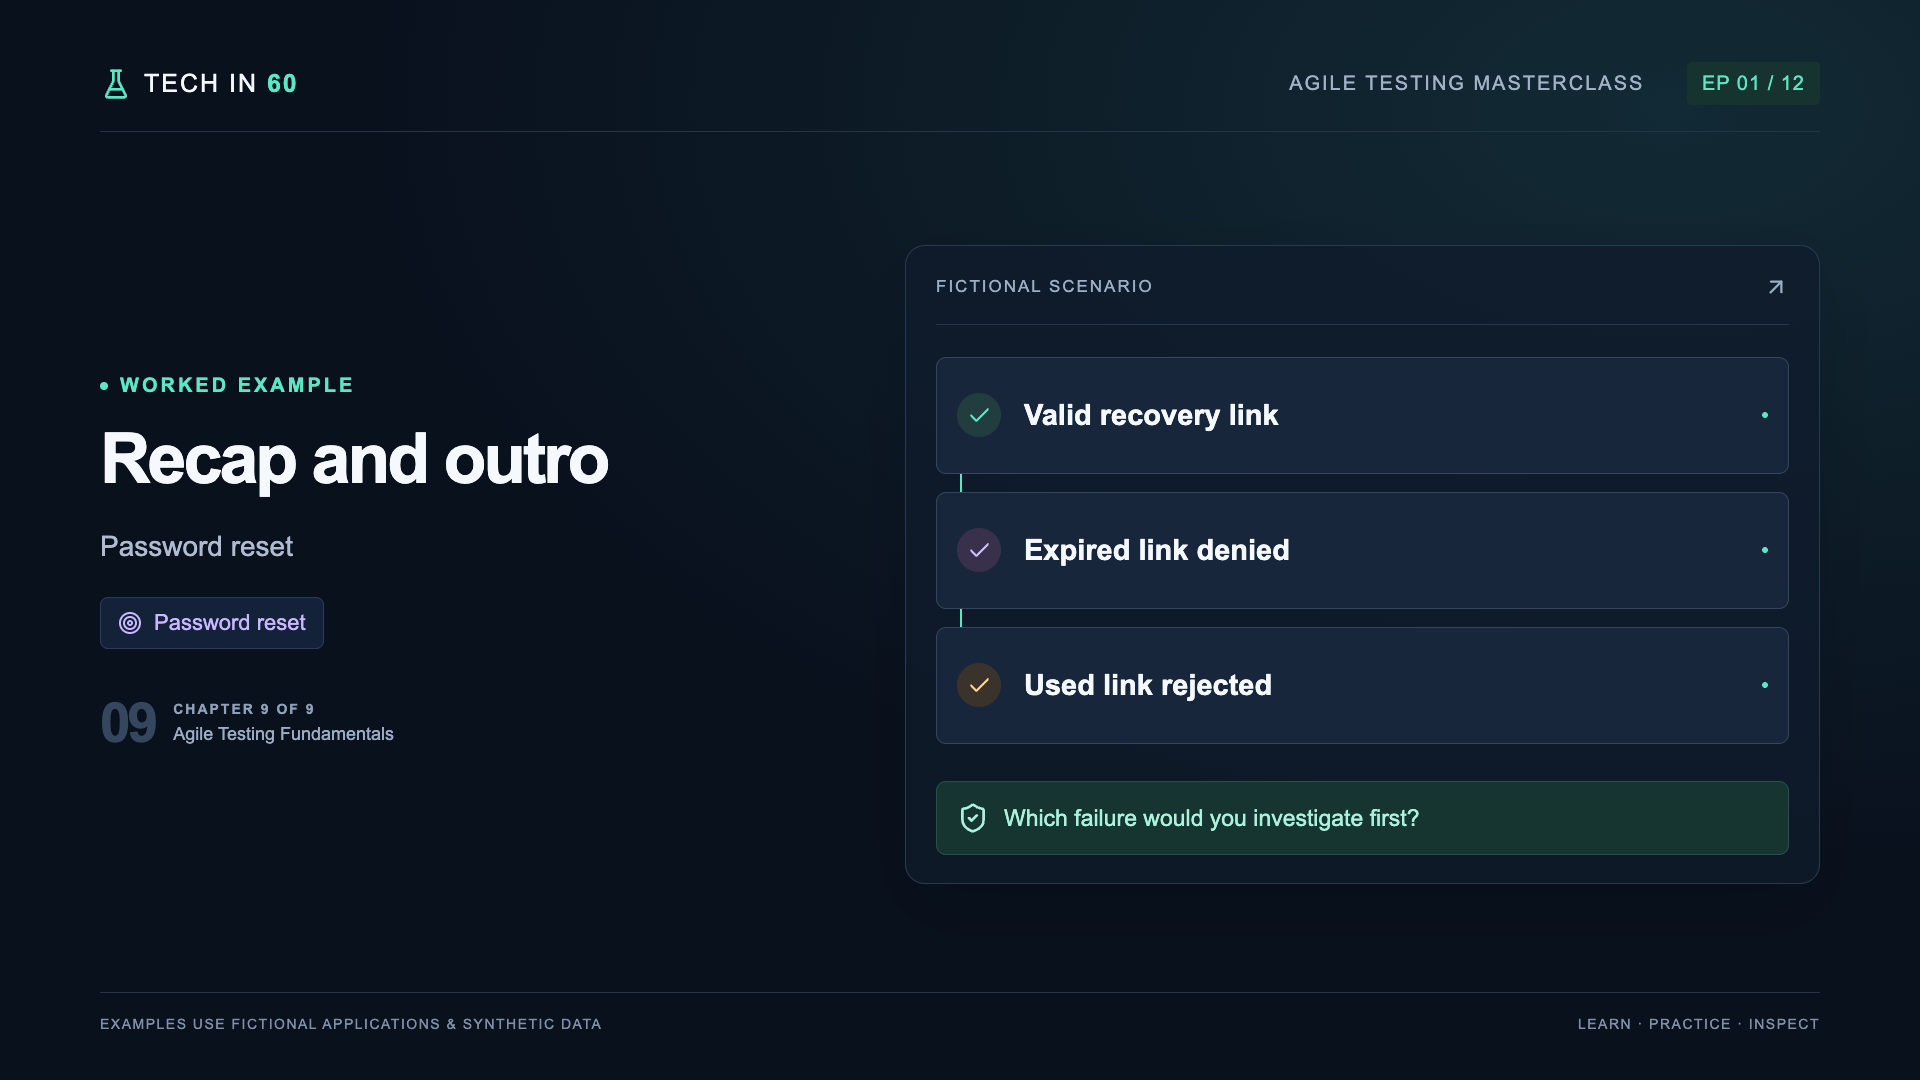 TECH IN 60
AGILE TESTING MASTERCLASS
EP 01 / 12
WORKED EXAMPLE
Recap and outro
Password reset
Password reset
09
CHAPTER 9 OF 9
Agile Testing Fundamentals
FICTIONAL SCENARIO
Valid recovery link
Expired link denied
Used link rejected
Which failure would you investigate first?
EXAMPLES USE FICTIONAL APPLICATIONS & SYNTHETIC DATA
LEARN · PRACTICE · INSPECT